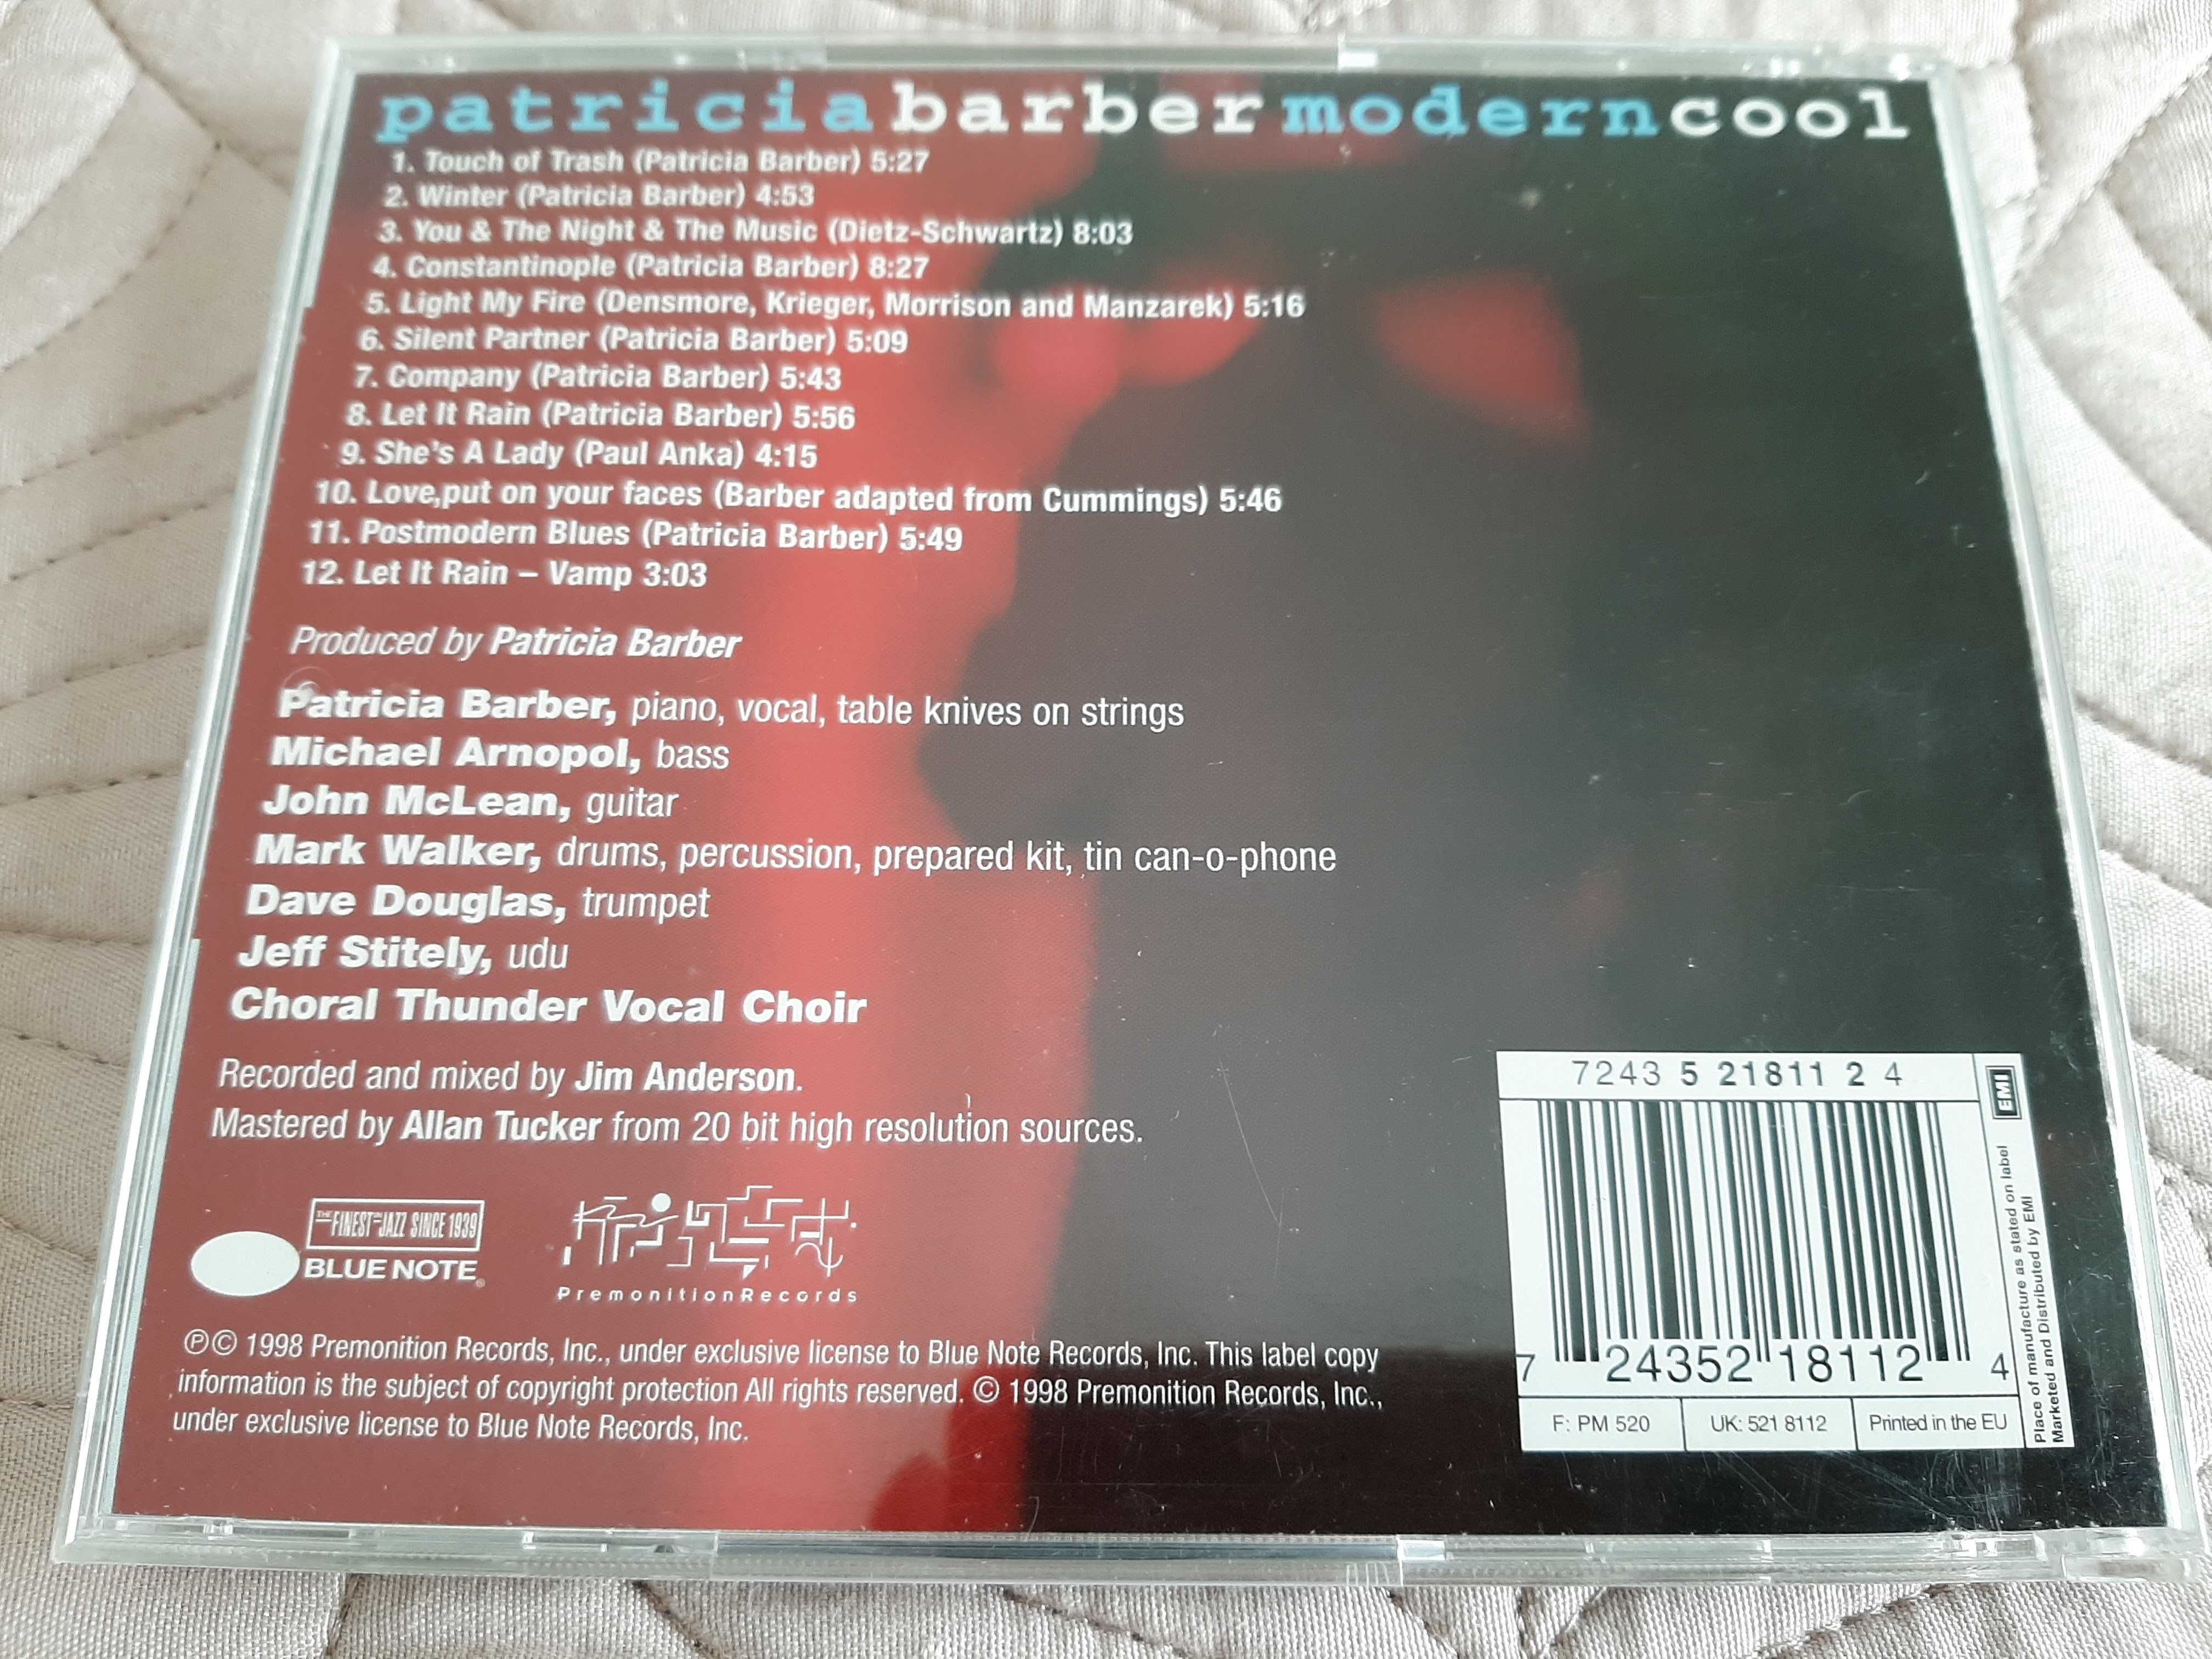 patriciabarbermoderncool
1. Touch of Trash (Patricia Barber) 5:27
2. Winter (Patricia Barber) 4:53
3. You & The Night & The Music (Dietz-Schwartz) 8:03
4. Constantinople (Patricia Barber) 8:27
5. Light My Fire (Densmore, Krieger, Morrison and Manzarek) 5:16
6. Silent Partner (Patricia Barber) 5:09
7. Company (Patricia Barber) 5:43
8. Let It Rain (Patricia Barber) 5:56
9. She's A Lady (Paul Anka) 4:15
10. Love,put on your faces (Barber adapted from Cummings) 5:46
11. Postmodern Blues (Patricia Barber) 5:49
12. Let It Rain – Vamp 3:03
Produced by Patricia Barber
Patricia Barber, piano, vocal, table knives on strings
Michael Arnopol, bass
John McLean, guitar
Mark Walker, drums, percussion, prepared kit, tin can-o-phone
Dave Douglas, trumpet
Jeff Stitely, udu
Choral Thunder Vocal Choir
Recorded and mixed by Jim Anderson.
Mastered by Allan Tucker from 20 bit high resolution sources.
THE FINEST IN JAZZ SINCE 1939
BLUE NOTE
PremonitionRecords
℗© 1998 Premonition Records, Inc., under exclusive license to Blue Note Records, Inc. This label copy
information is the subject of copyright protection All rights reserved. © 1998 Premonition Records, Inc.,
under exclusive license to Blue Note Records, Inc.
7243 5 21811 2 4
7 24352 18112 4
F: PM 520
UK: 521 8112
Printed in the EU
EMI
Place of manufacture as stated on label
Marketed and Distributed by EMI